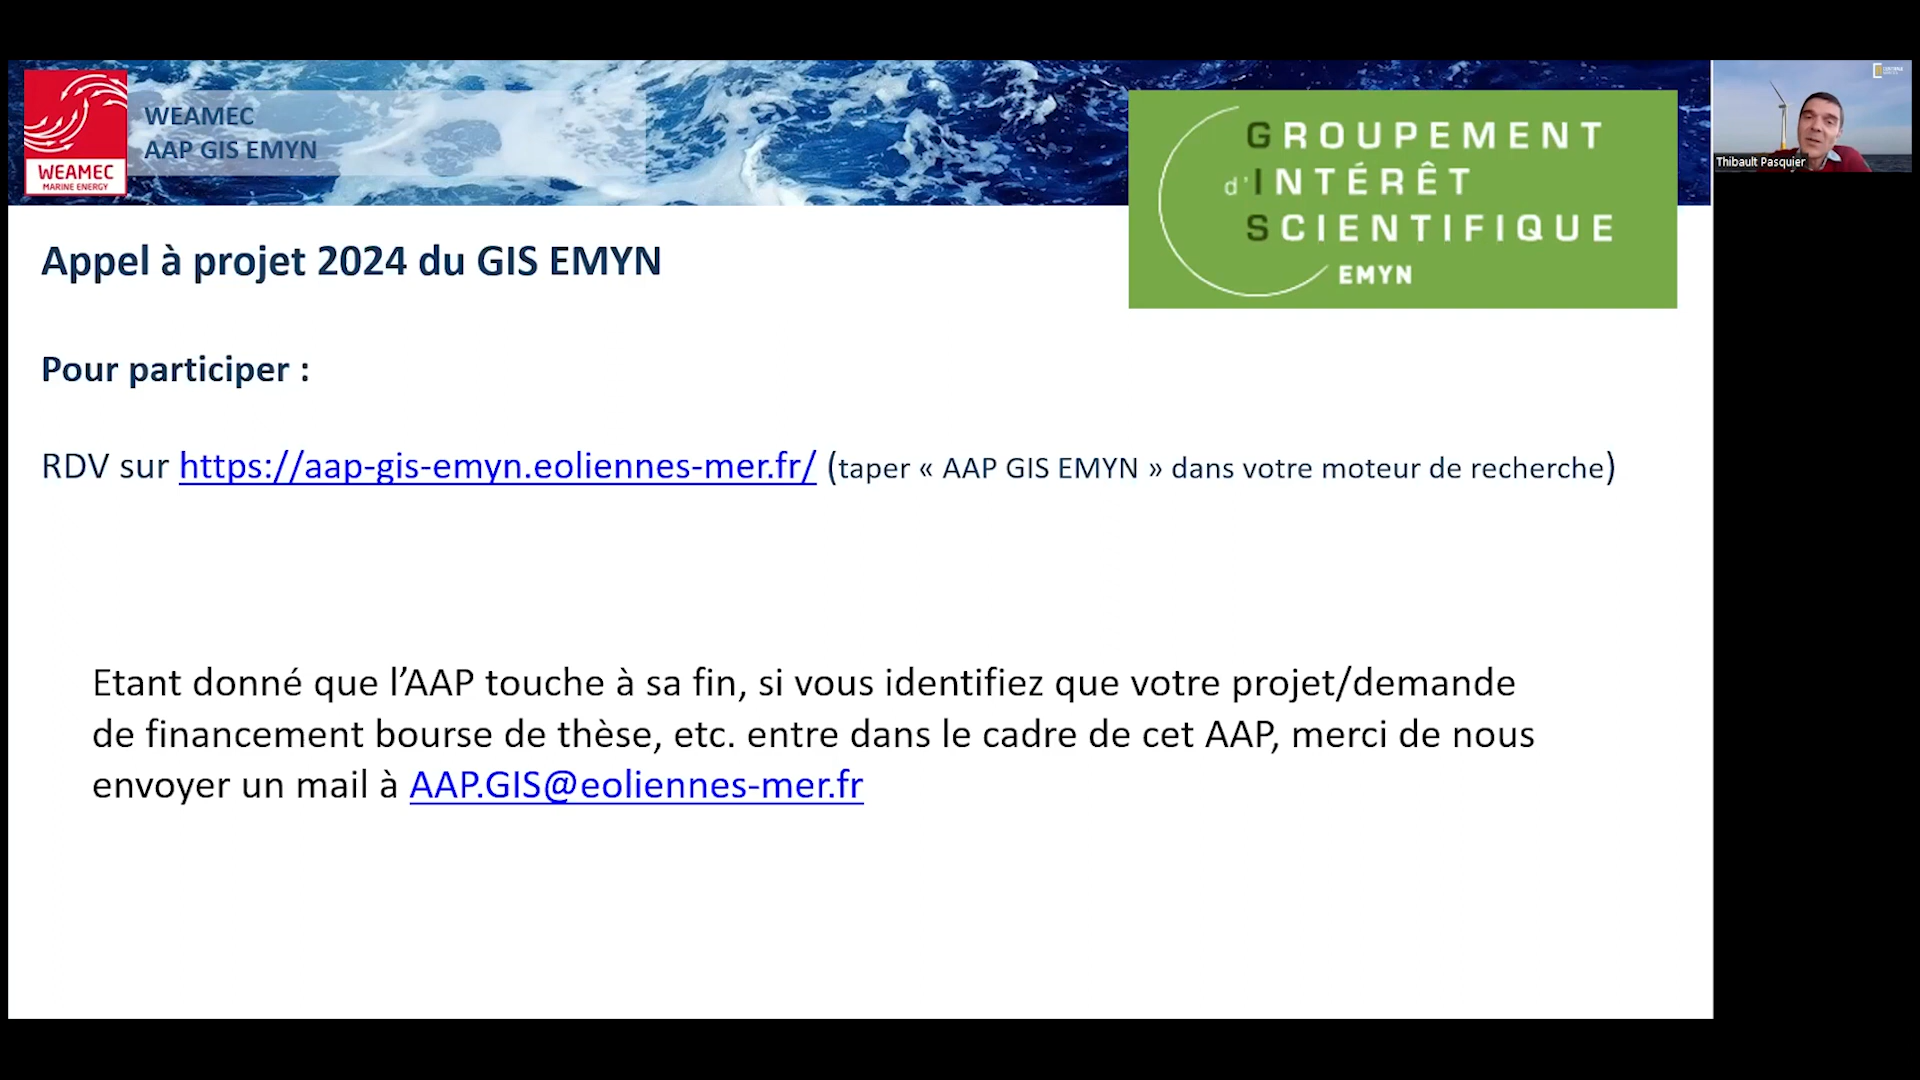 WEAMEC
MARINE ENERGY
WEAMEC
AAP GIS EMYN
GROUPEMENT
d'INTÉRÊT
SCIENTIFIQUE
EMYN
Thibault Pasquier
Appel à projet 2024 du GIS EMYN
Pour participer :
RDV sur https://aap-gis-emyn.eoliennes-mer.fr/ (taper « AAP GIS EMYN » dans votre moteur de recherche)
Etant donné que l’AAP touche à sa fin, si vous identifiez que votre projet/demande
de financement bourse de thèse, etc. entre dans le cadre de cet AAP, merci de nous
envoyer un mail à AAP.GIS@eoliennes-mer.fr